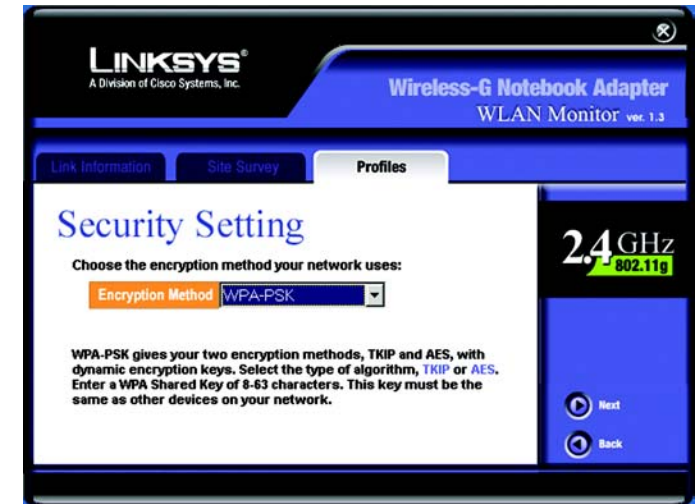 LINKSYS®
A Division of Cisco Systems, Inc.
Wireless-G Notebook Adapter
WLAN Monitor ver. 1.3
Link Information Site Survey Profiles
Security Setting
Choose the encryption method your network uses:
Encryption Method WPA-PSK
WPA-PSK gives your two encryption methods, TKIP and AES, with
dynamic encryption keys. Select the type of algorithm, TKIP or AES.
Enter a WPA Shared Key of 8-63 characters. This key must be the
same as other devices on your network.
2.4 GHz
802.11g
Next
Back